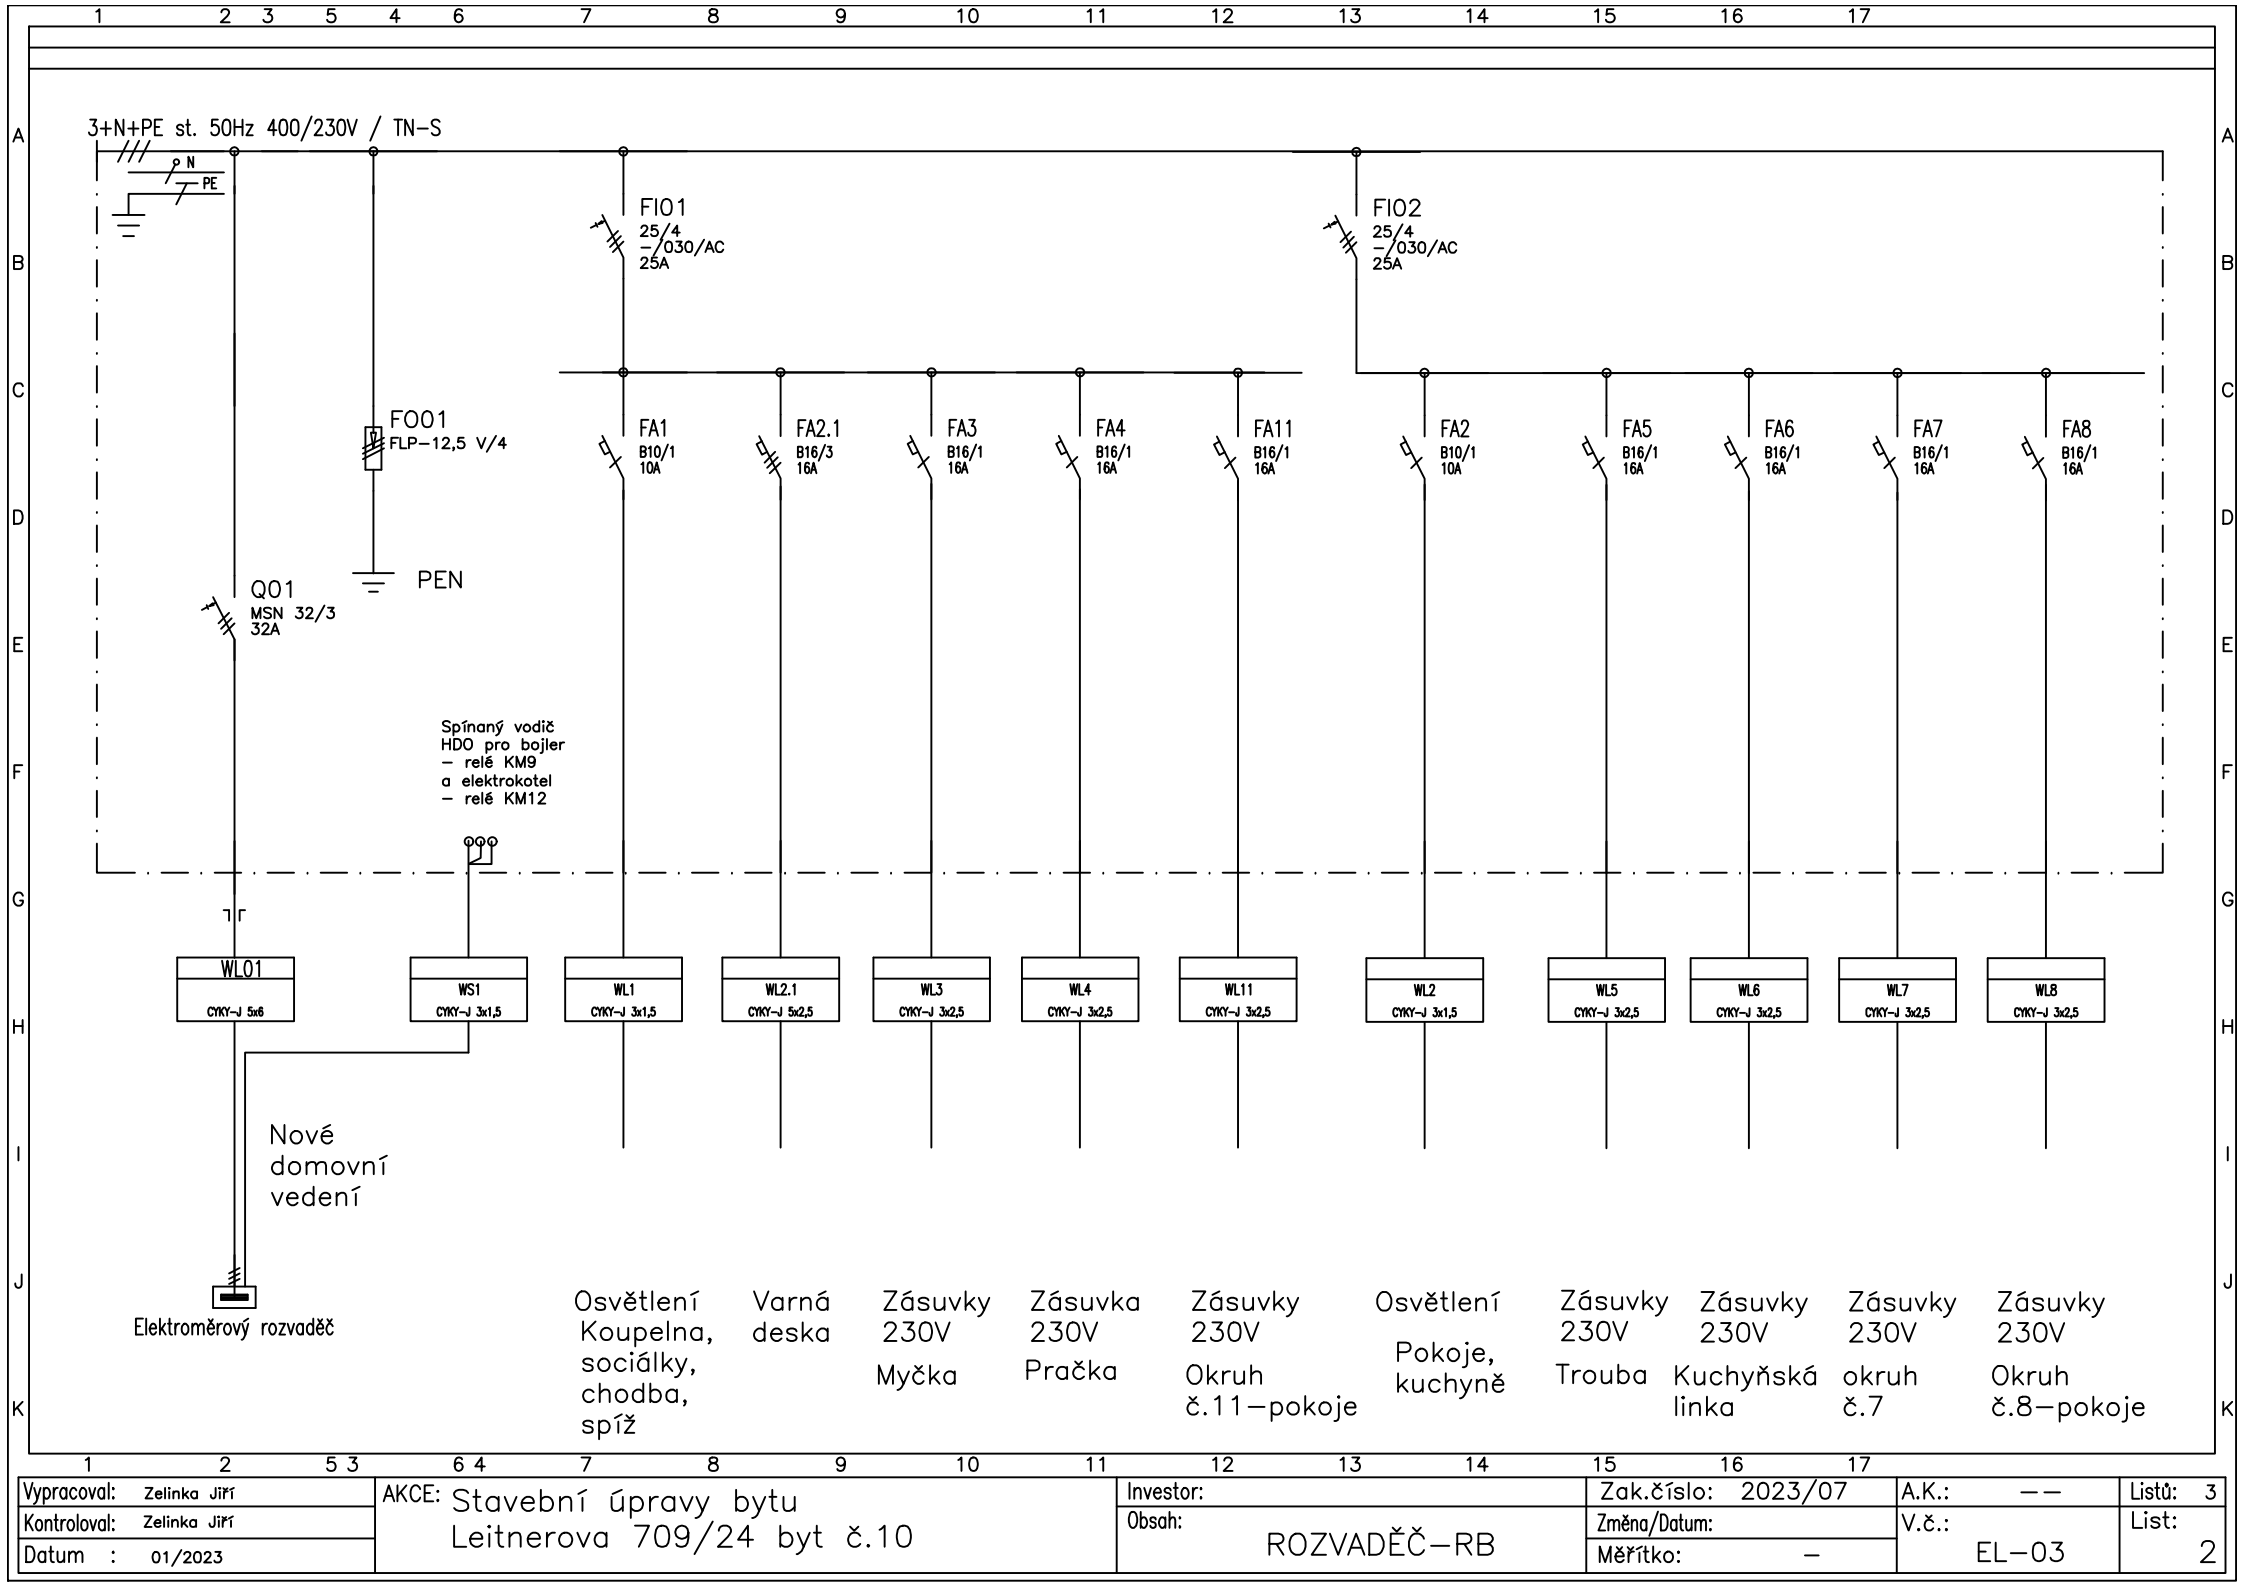 1 2 3 5 4 6 7 8 9 10 11 12 13 14 15 16 17
A A
B B
C C
D D
E E
F F
G G
H H
I I
J J
K K
3+N+PE st. 50Hz 400/230V / TN-S
N
PE
FI01
25/4
-/030/AC
25A
FI02
25/4
-/030/AC
25A
FO01
FLP-12,5 V/4
PEN
Q01
MSN 32/3
32A
FA1
B10/1
10A
FA2.1
B16/3
16A
FA3
B16/1
16A
FA4
B16/1
16A
FA11
B16/1
16A
FA2
B10/1
10A
FA5
B16/1
16A
FA6
B16/1
16A
FA7
B16/1
16A
FA8
B16/1
16A
Spínaný vodič
HDO pro bojler
- relé KM9
a elektrokotel
- relé KM12
WL01
CYKY-J 5x6
WS1
CYKY-J 3x1,5
WL1
CYKY-J 3x1,5
WL2.1
CYKY-J 5x2,5
WL3
CYKY-J 3x2,5
WL4
CYKY-J 3x2,5
WL11
CYKY-J 3x2,5
WL2
CYKY-J 3x1,5
WL5
CYKY-J 3x2,5
WL6
CYKY-J 3x2,5
WL7
CYKY-J 3x2,5
WL8
CYKY-J 3x2,5
Nové
domovní
vedení
Elektroměrový rozvaděč
Osvětlení
Koupelna,
sociálky,
chodba,
spíž
Varná
deska
Zásuvky
230V
Myčka
Zásuvka
230V
Pračka
Zásuvky
230V
Okruh
č.11-pokoje
Osvětlení
Pokoje,
kuchyně
Zásuvky
230V
Trouba
Zásuvky
230V
Kuchyňská
linka
Zásuvky
230V
okruh
č.7
Zásuvky
230V
Okruh
č.8-pokoje
1 2 5 3 6 4 7 8 9 10 11 12 13 14 15 16 17
Vypracoval: Zelinka Jiří
Kontroloval: Zelinka Jiří
Datum : 01/2023
AKCE: Stavební úpravy bytu
Leitnerova 709/24 byt č.10
Investor:
Obsah:
ROZVADĚČ-RB
Zak.číslo: 2023/07
Změna/Datum:
Měřítko: -
A.K.: --
V.č.:
EL-03
Listů: 3
List:
2